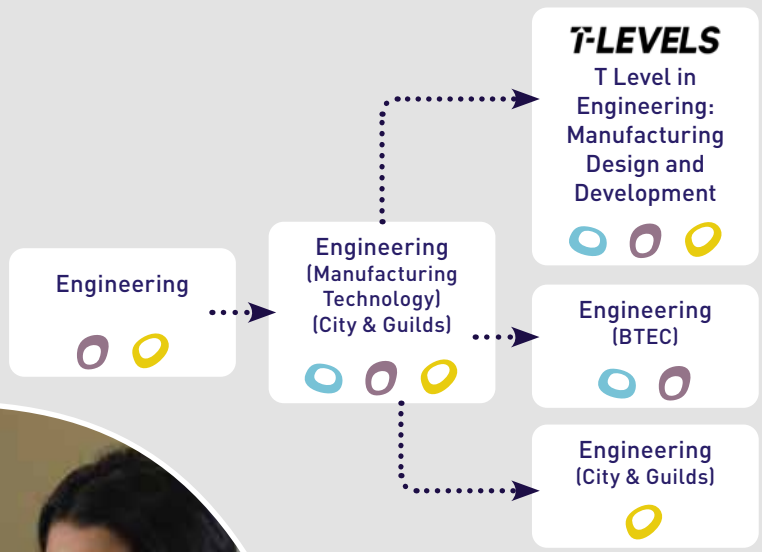 Engineering
Engineering
(Manufacturing
Technology)
(City & Guilds)
T-LEVELS
T Level in
Engineering:
Manufacturing
Design and
Development
Engineering
(BTEC)
Engineering
(City & Guilds)